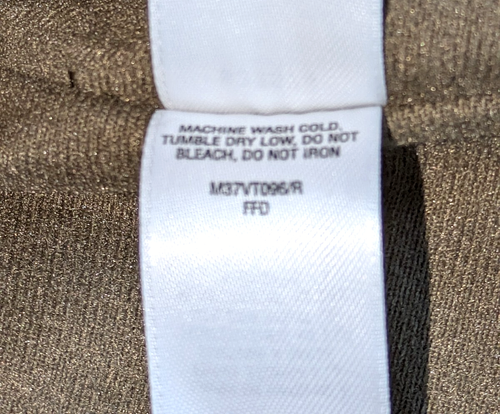 MACHINE WASH COLD,
TUMBLE DRY LOW, DO NOT
BLEACH, DO NOT IRON
M37VT096/R
FFD